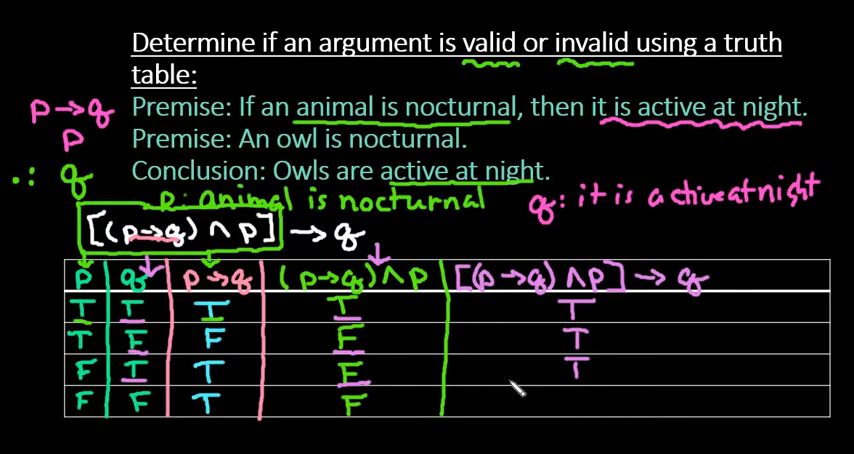 Determine if an argument is valid or invalid using a truth
table:
p → q Premise: If an animal is nocturnal, then it is active at night.
p Premise: An owl is nocturnal.
∴ q Conclusion: Owls are active at night.
p: animal is nocturnal q: it is active at night
[(p→q) ∧ p] → q
p q p→q (p→q) ∧ p [(p→q) ∧ p] → q
T T T T T
T F F F T
F T T F T
F F T F